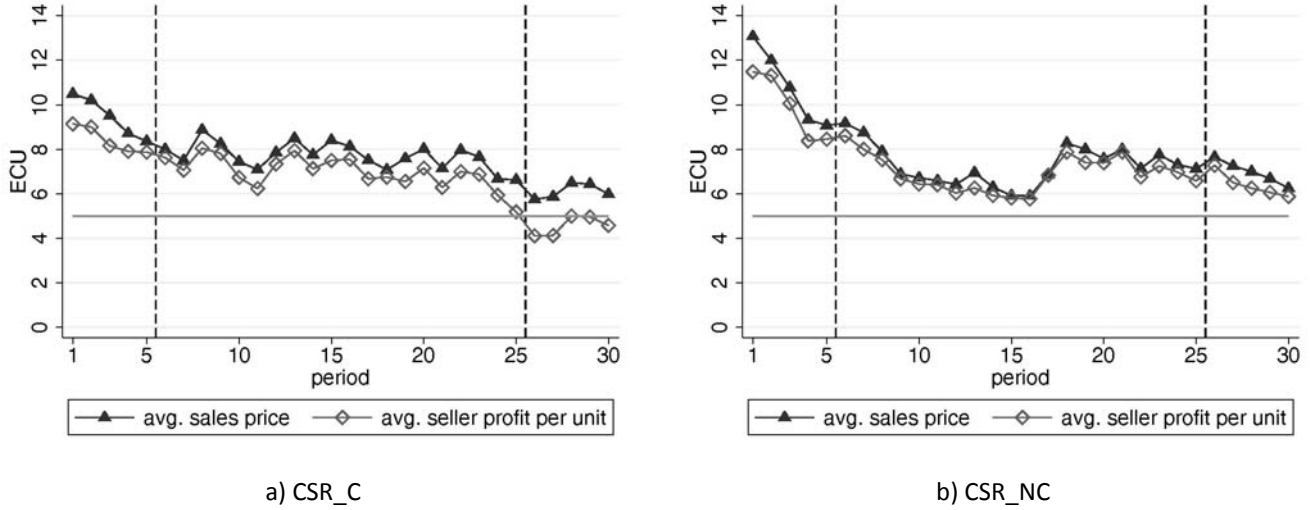 14
12
10
8
6
4
2
0
ECU
1 5 10 15 20 25 30
period
avg. sales price avg. seller profit per unit
a) CSR_C
14
12
10
8
6
4
2
0
ECU
1 5 10 15 20 25 30
period
avg. sales price avg. seller profit per unit
b) CSR_NC